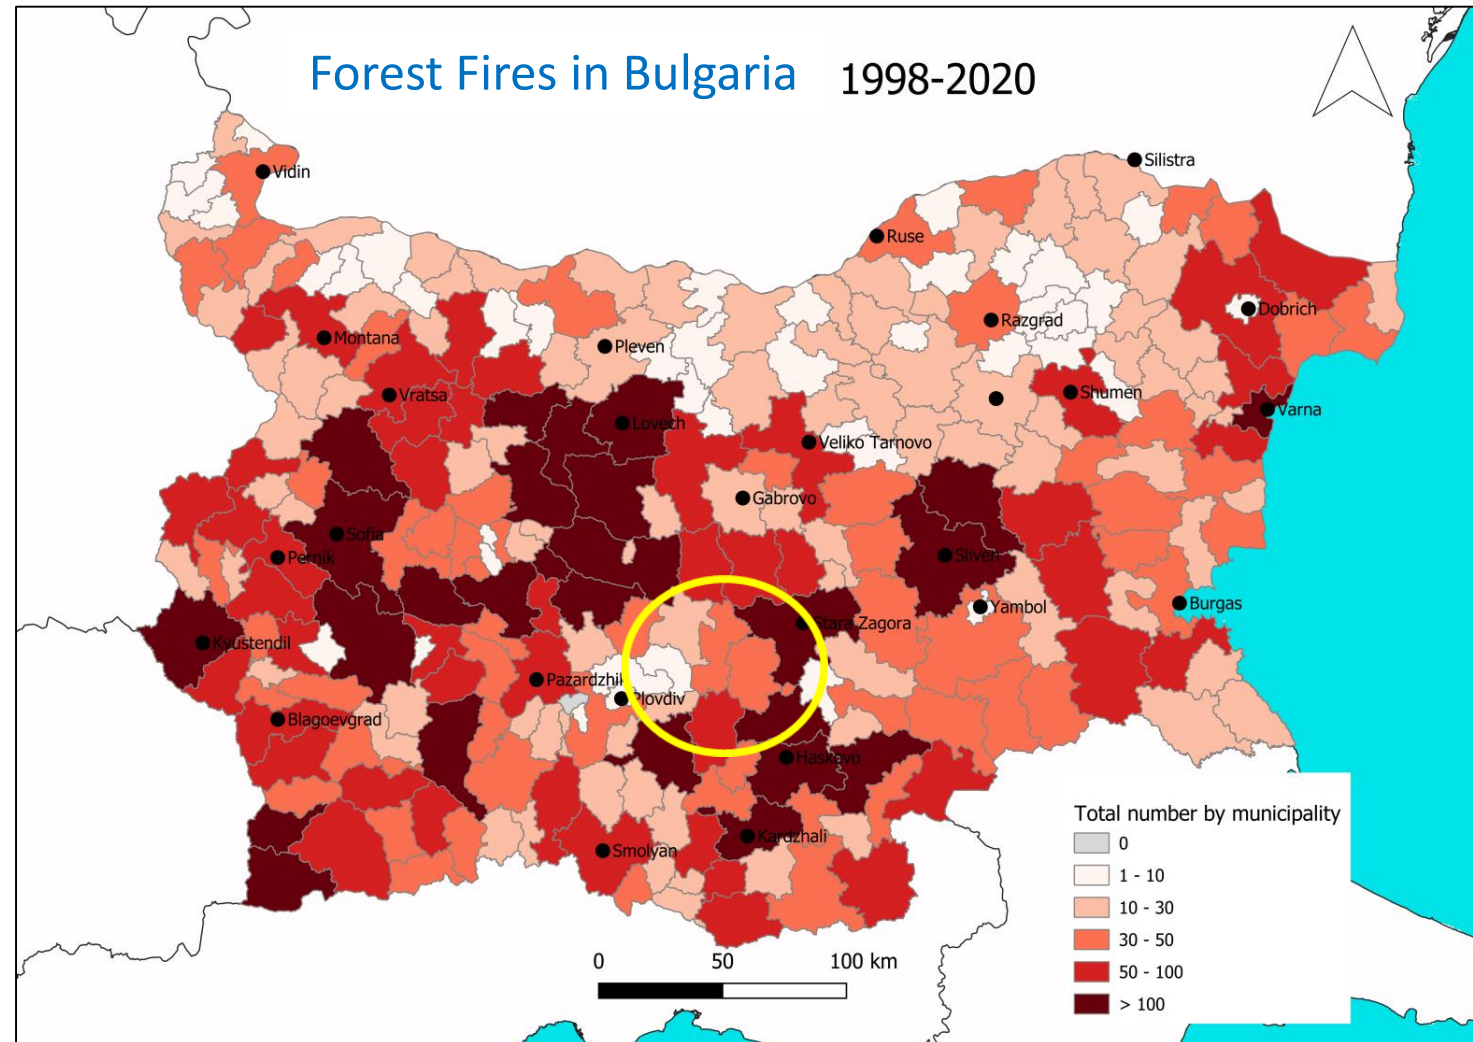 Forest Fires in Bulgaria 1998-2020
Silistra
Vidin
Ruse
Dobrich
Razgrad
Montana
Pleven
Shumen
Vratsa
Varna
Lovech
Veliko Tarnovo
Gabrovo
Sofia
Pernik
Sliven
Yambol
Burgas
Stara Zagora
Kyustendil
Pazardzhik
Plovdiv
Blagoevgrad
Haskovo
Kardzhali
Smolyan
Total number by municipality
0
1 - 10
10 - 30
30 - 50
50 - 100
> 100
0 50 100 km